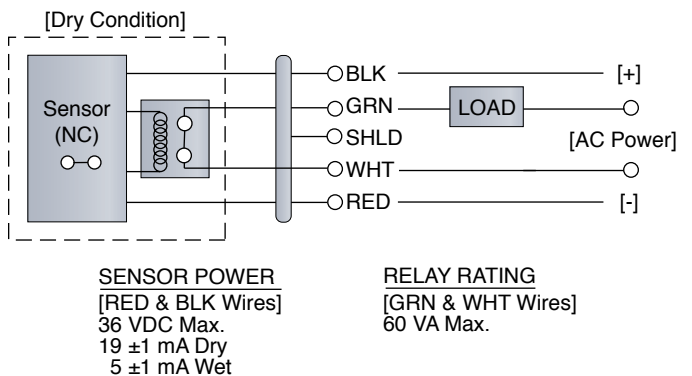 [Dry Condition]
Sensor
(NC)
BLK
[+]
GRN
LOAD
SHLD
[AC Power]
WHT
RED
[-]
SENSOR POWER
[RED & BLK Wires]
36 VDC Max.
19 ±1 mA Dry
5 ±1 mA Wet
RELAY RATING
[GRN & WHT Wires]
60 VA Max.